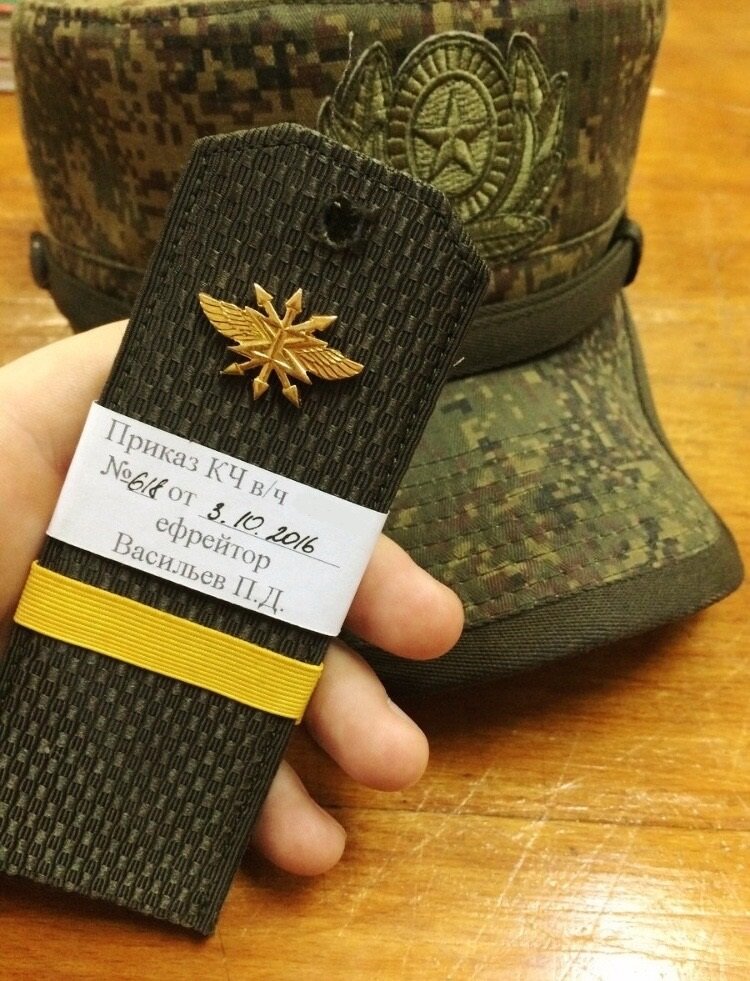 Приказ КЧ в/ч
№618 от 3.10.2016
ефрейтор
Васильев П.Д.